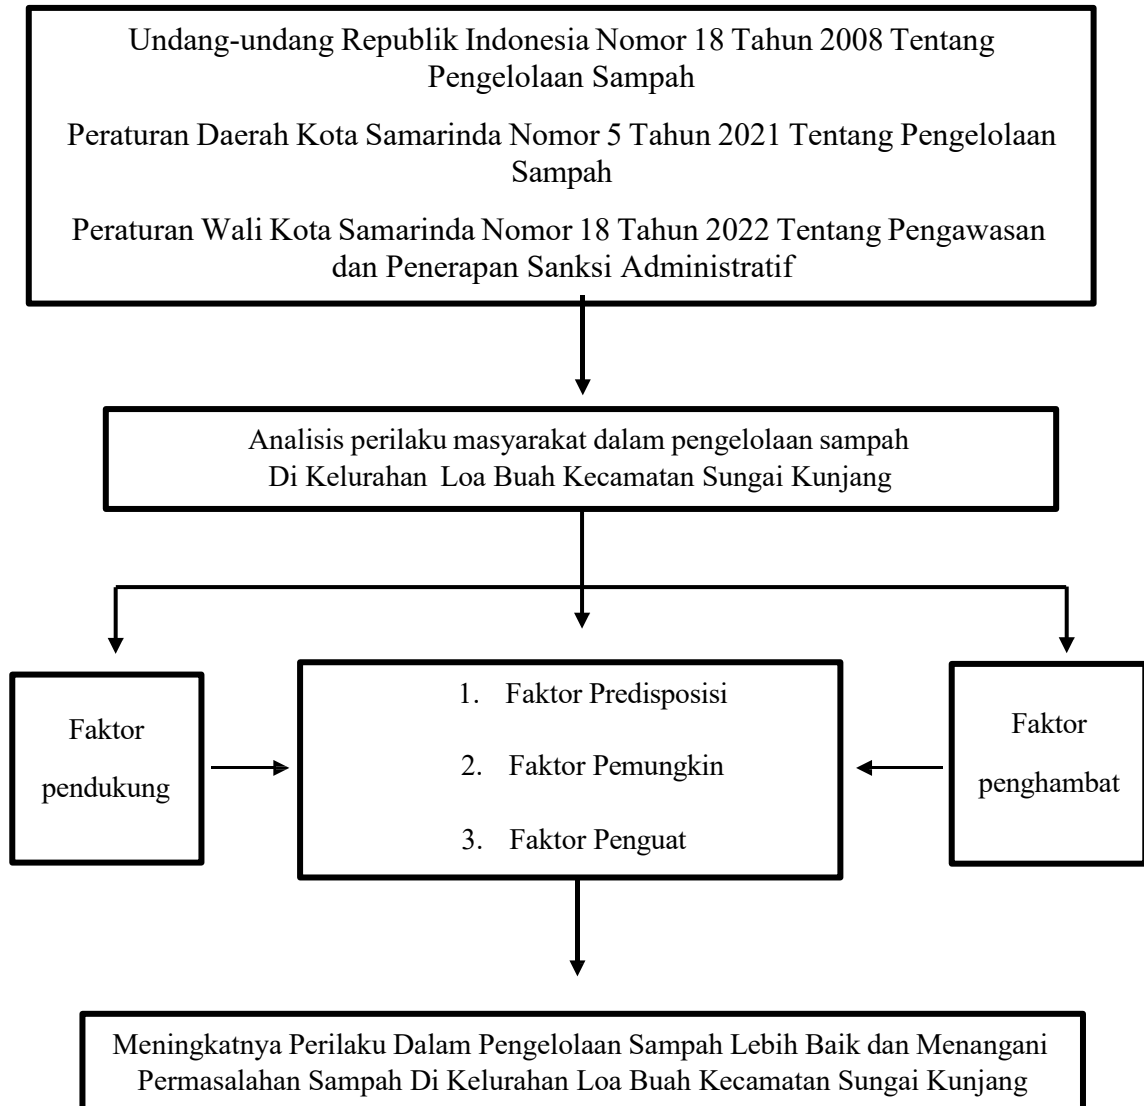 Undang-undang Republik Indonesia Nomor 18 Tahun 2008 Tentang
Pengelolaan Sampah
Peraturan Daerah Kota Samarinda Nomor 5 Tahun 2021 Tentang Pengelolaan
Sampah
Peraturan Wali Kota Samarinda Nomor 18 Tahun 2022 Tentang Pengawasan
dan Penerapan Sanksi Administratif
Analisis perilaku masyarakat dalam pengelolaan sampah
Di Kelurahan Loa Buah Kecamatan Sungai Kunjang
Faktor
pendukung
1. Faktor Predisposisi
2. Faktor Pemungkin
3. Faktor Penguat
Faktor
penghambat
Meningkatnya Perilaku Dalam Pengelolaan Sampah Lebih Baik dan Menangani
Permasalahan Sampah Di Kelurahan Loa Buah Kecamatan Sungai Kunjang